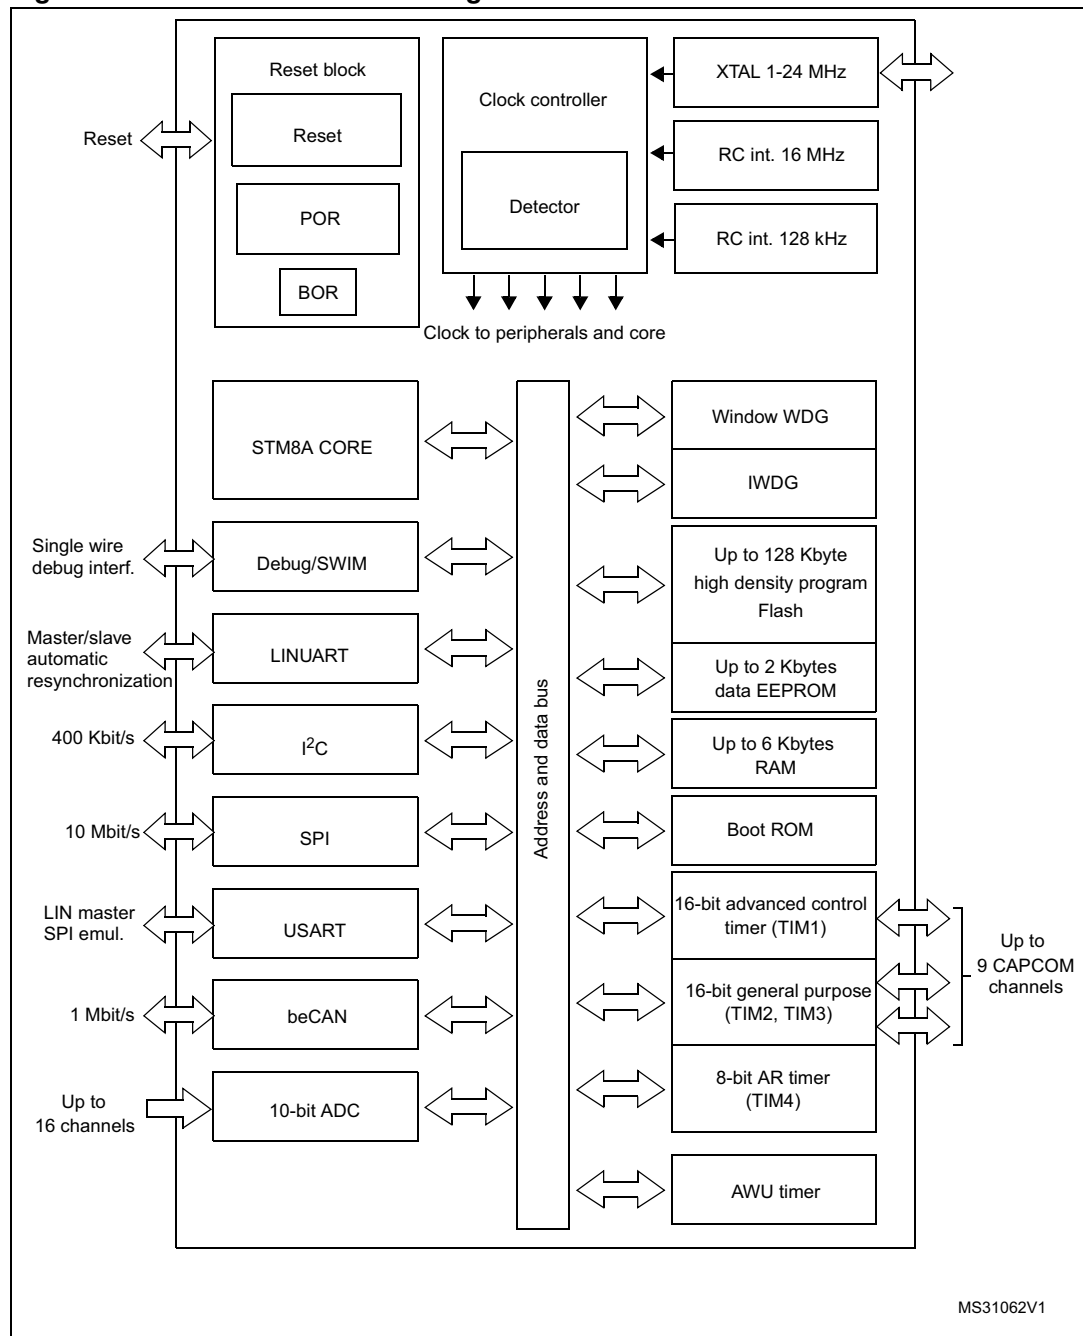 Reset block
Reset
POR
BOR
Reset
Clock controller
Detector
XTAL 1-24 MHz
RC int. 16 MHz
RC int. 128 kHz
Clock to peripherals and core
STM8A CORE
Single wire
debug interf.
Debug/SWIM
Master/slave
automatic
resynchronization
LINUART
400 Kbit/s
I²C
10 Mbit/s
SPI
LIN master
SPI emul.
USART
1 Mbit/s
beCAN
Up to
16 channels
10-bit ADC
Address and data bus
Window WDG
IWDG
Up to 128 Kbyte
high density program
Flash
Up to 2 Kbytes
data EEPROM
Up to 6 Kbytes
RAM
Boot ROM
16-bit advanced control
timer (TIM1)
16-bit general purpose
(TIM2, TIM3)
8-bit AR timer
(TIM4)
AWU timer
Up to
9 CAPCOM
channels
MS31062V1